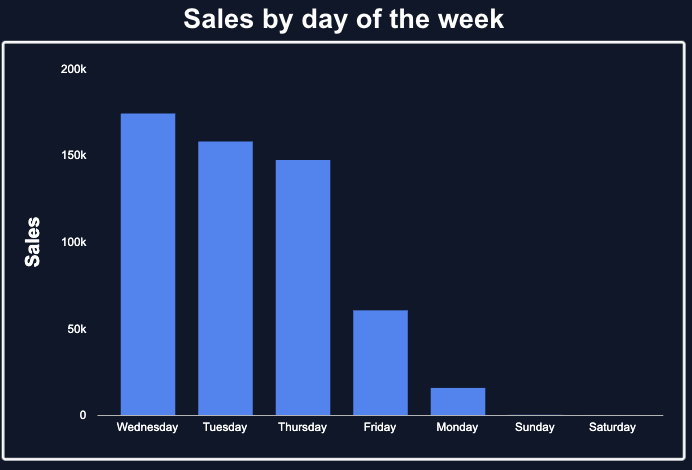 Sales by day of the week
200k
150k
100k
50k
0
Sales
Wednesday Tuesday Thursday Friday Monday Sunday Saturday